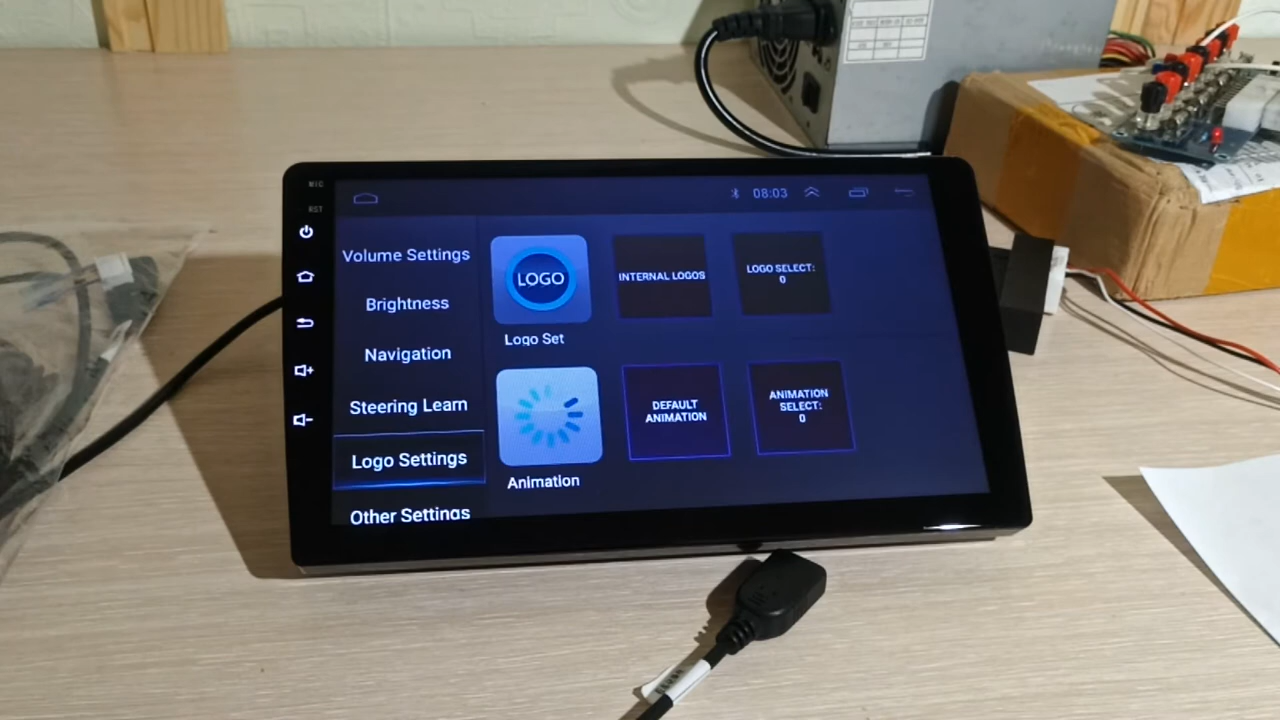 MIC
RST
08:03
Volume Settings
Brightness
Navigation
Steering Learn
Logo Settings
Other Settings
LOGO
Logo Set
INTERNAL LOGOS
LOGO SELECT:
0
Animation
DEFAULT
ANIMATION
ANIMATION
SELECT:
0